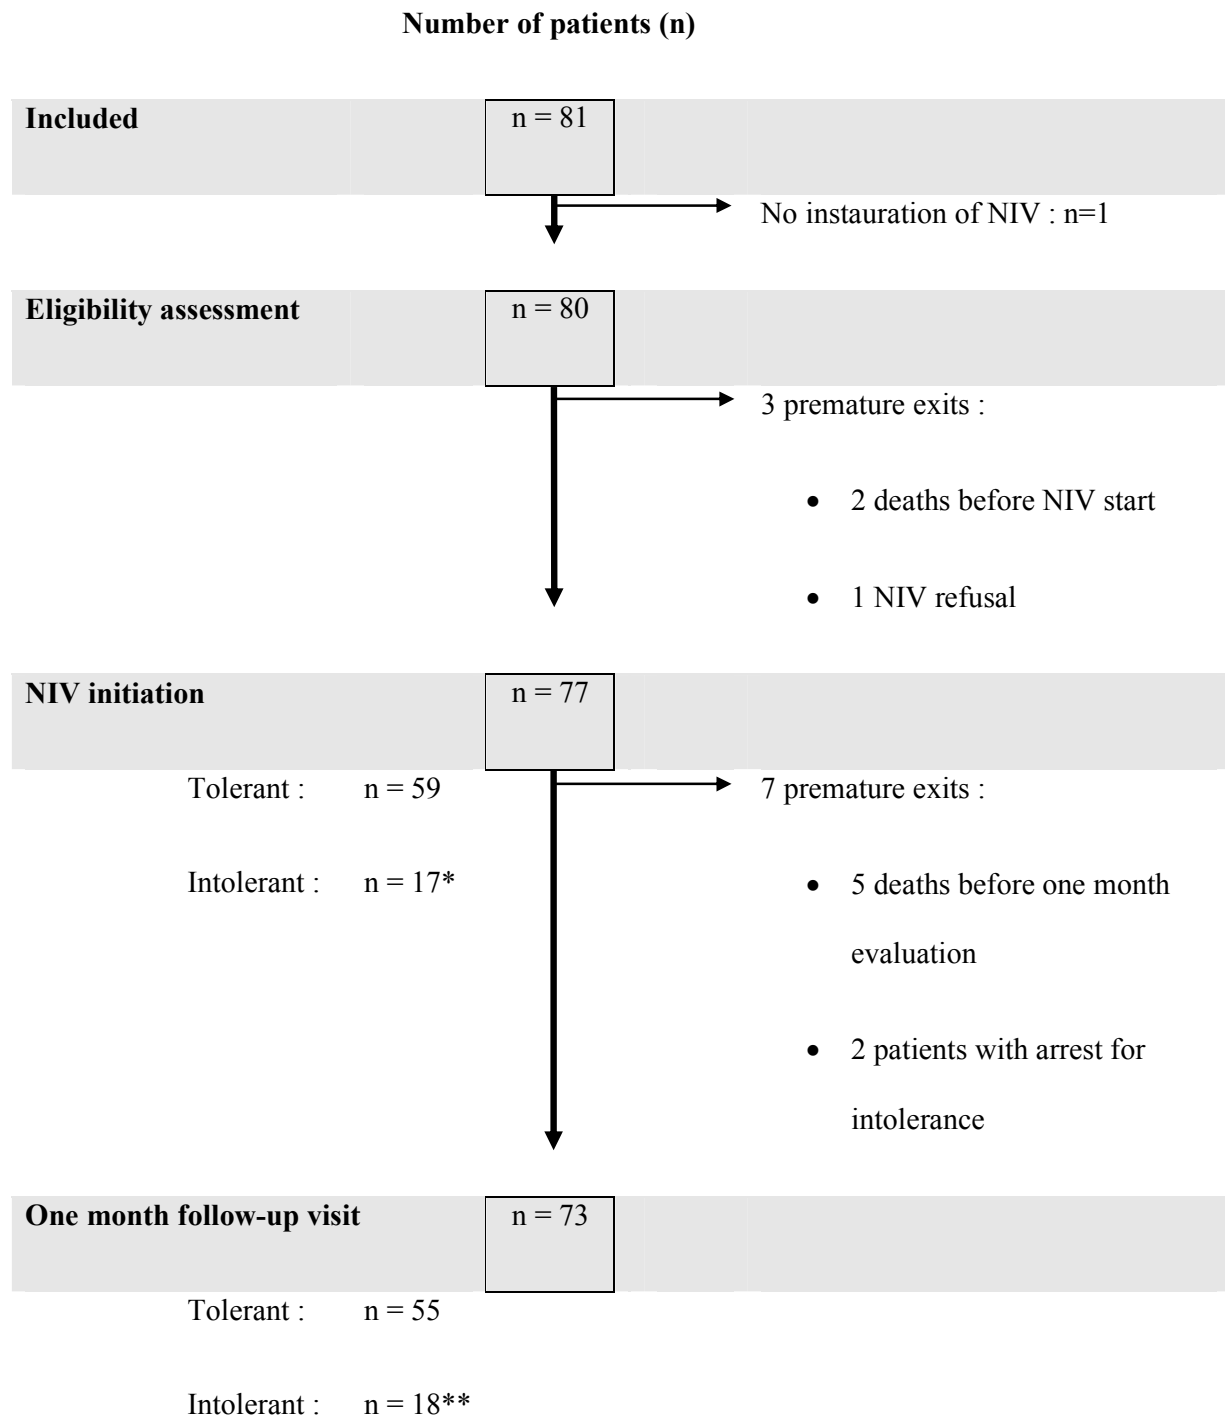 Number of patients (n)
Included n = 81
No instauration of NIV : n=1
Eligibility assessment n = 80
3 premature exits :
• 2 deaths before NIV start
• 1 NIV refusal
NIV initiation n = 77
Tolerant : n = 59
7 premature exits :
Intolerant : n = 17*
• 5 deaths before one month
evaluation
• 2 patients with arrest for
intolerance
One month follow-up visit n = 73
Tolerant : n = 55
Intolerant : n = 18**